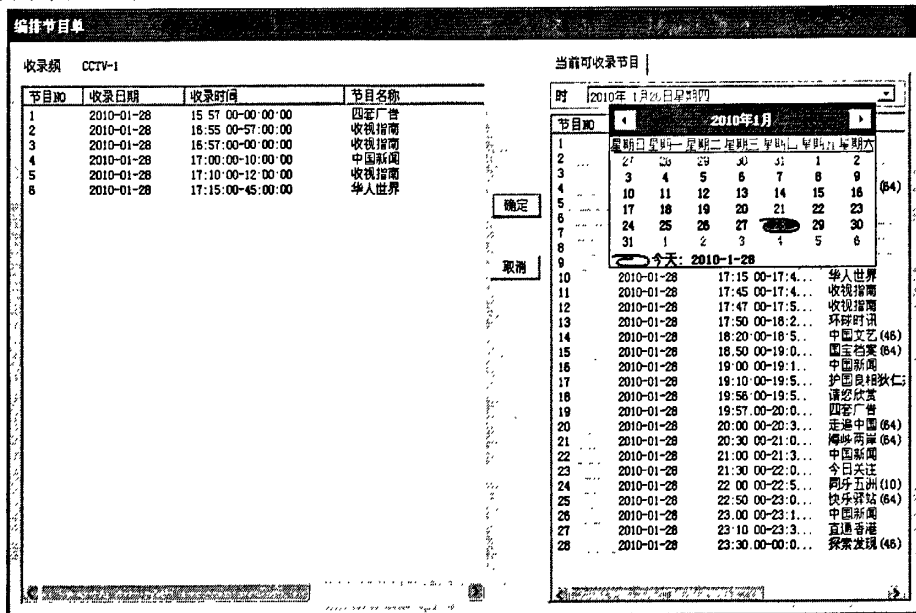 编排节目单
收录频 CCTV-1
节目NO 收录日期 收录时间 节目名称
1 2010-01-28 15 57 00-00:00:00 四套广告
2 2010-01-28 16:55 00-57:00:00 收视指南
3 2010-01-28 16:57:00-00:00:00 收视指南
4 2010-01-28 17:00:00-10:00:00 中国新闻
5 2010-01-28 17:10:00-12:00:00 收视指南
6 2010-01-28 17:15:00-45:00:00 华人世界
确定
取消
当前可收录节目
时 2010年 1月28日星期四
节目NO
2010年1月
星期日 星期一 星期二 星期三 星期四 星期五 星期六
27 28 29 30 31 1 2
3 4 5 6 7 8 9
10 11 12 13 14 15 16
17 18 19 20 21 22 23
24 25 26 27 28 29 30
31 1 2 3 4 5 6
今天: 2010-1-28
1
2
3
4 (64)
5
6
7
8
9
10 2010-01-28 17:15 00-17:4... 华人世界
11 2010-01-28 17:45 00-17:4... 收视指南
12 2010-01-28 17:47 00-17:5... 收视指南
13 2010-01-28 17:50 00-18:2... 环球时讯
14 2010-01-28 18:20 00-18 5.. 中国文艺(46)
15 2010-01-28 18.50 00-19:0... 国宝档案(64)
16 2010-01-28 19 00 00-19:1.. 中国新闻
17 2010-01-28 19:10 00-19:5... 护国良相狄仁杰
18 2010-01-28 19:56 00-19:5.. 请您欣赏
19 2010-01-28 19:57.00-20:0... 四套广告
20 2010-01-28 20:00 00-20:3... 走遍中国(64)
21 2010-01-28 20:30 00-21:0... 海峡两岸(64)
22 2010-01-28 21:00 00-21:3... 中国新闻
23 2010-01-28 21:30 00-22:0... 今日关注
24 2010-01-28 22 00 00-22:5... 同乐五洲(10)
25 2010-01-28 22:50 00-23:0... 快乐驿站(64)
26 2010-01-28 23.00 00-23:1... 中国新闻
27 2010-01-28 23 10 00-23:3... 直通香港
28 2010-01-28 23:30.00-00:0... 探索发现(46)